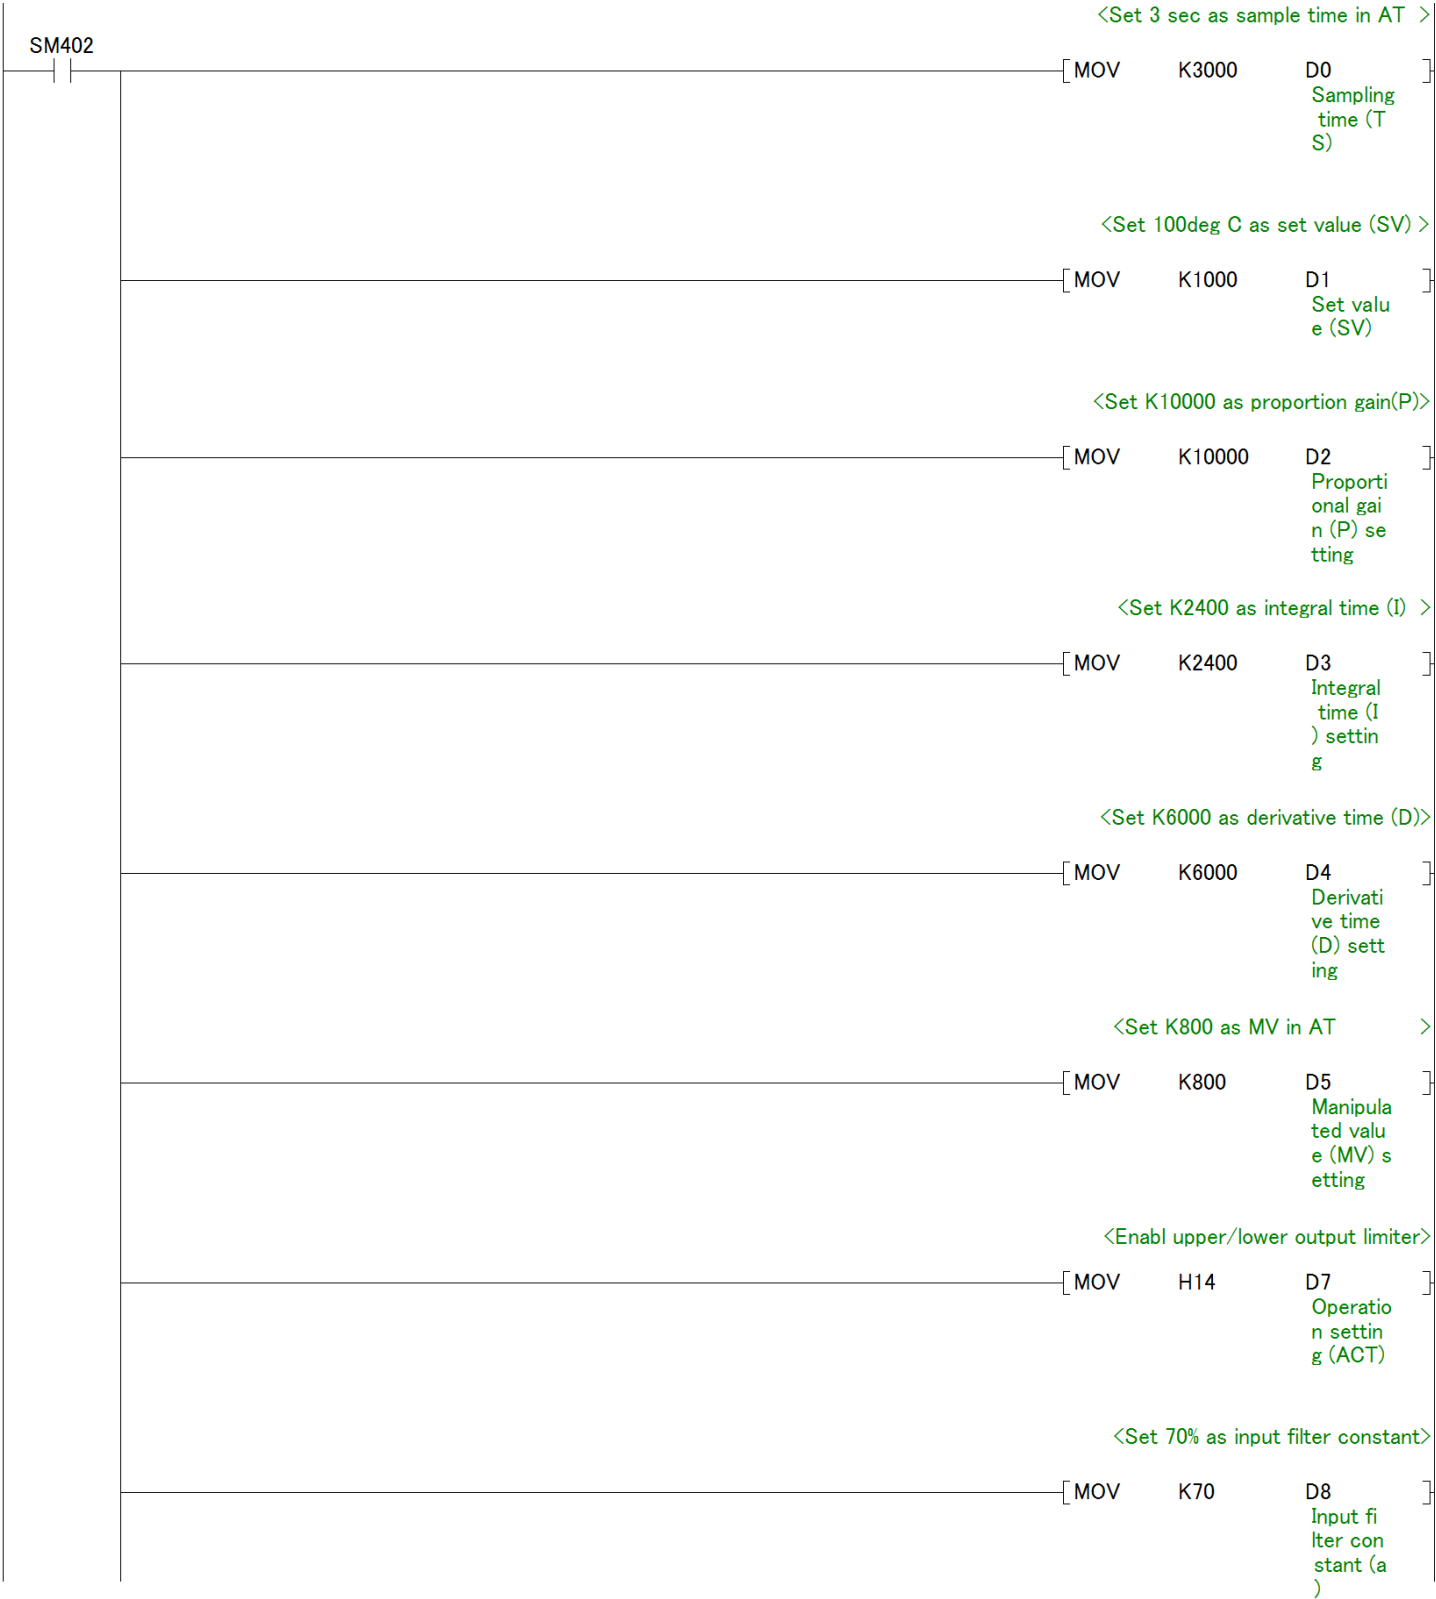 <Set 3 sec as sample time in AT >
SM402
MOV K3000 D0
Sampling
time (T
S)
<Set 100deg C as set value (SV) >
MOV K1000 D1
Set valu
e (SV)
<Set K10000 as proportion gain(P)>
MOV K10000 D2
Proporti
onal gai
n (P) se
tting
<Set K2400 as integral time (I) >
MOV K2400 D3
Integral
time (I
) settin
g
<Set K6000 as derivative time (D)>
MOV K6000 D4
Derivati
ve time
(D) sett
ing
<Set K800 as MV in AT >
MOV K800 D5
Manipula
ted valu
e (MV) s
etting
<Enabl upper/lower output limiter>
MOV H14 D7
Operatio
n settin
g (ACT)
<Set 70% as input filter constant>
MOV K70 D8
Input fi
lter con
stant (a
)